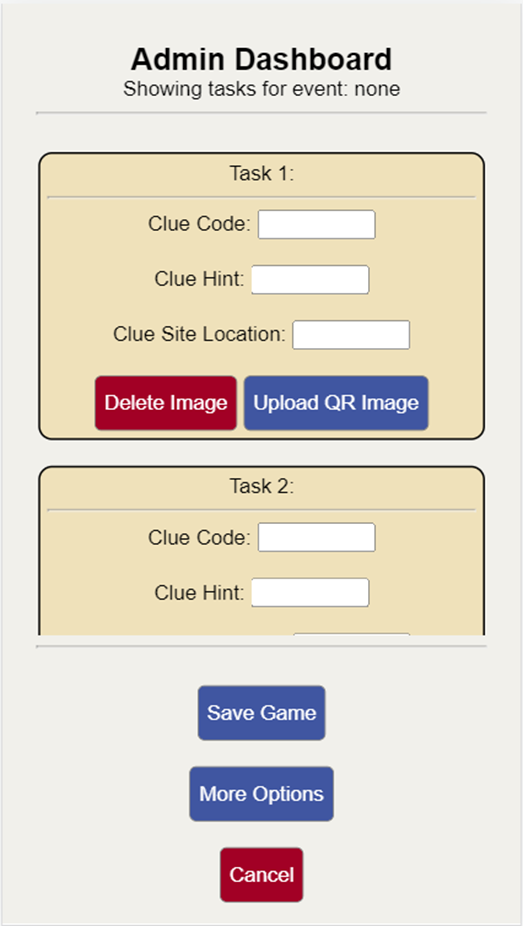 Admin Dashboard
Showing tasks for event: none
Task 1:
Clue Code:
Clue Hint:
Clue Site Location:
Delete Image Upload QR Image
Task 2:
Clue Code:
Clue Hint:
Save Game
More Options
Cancel